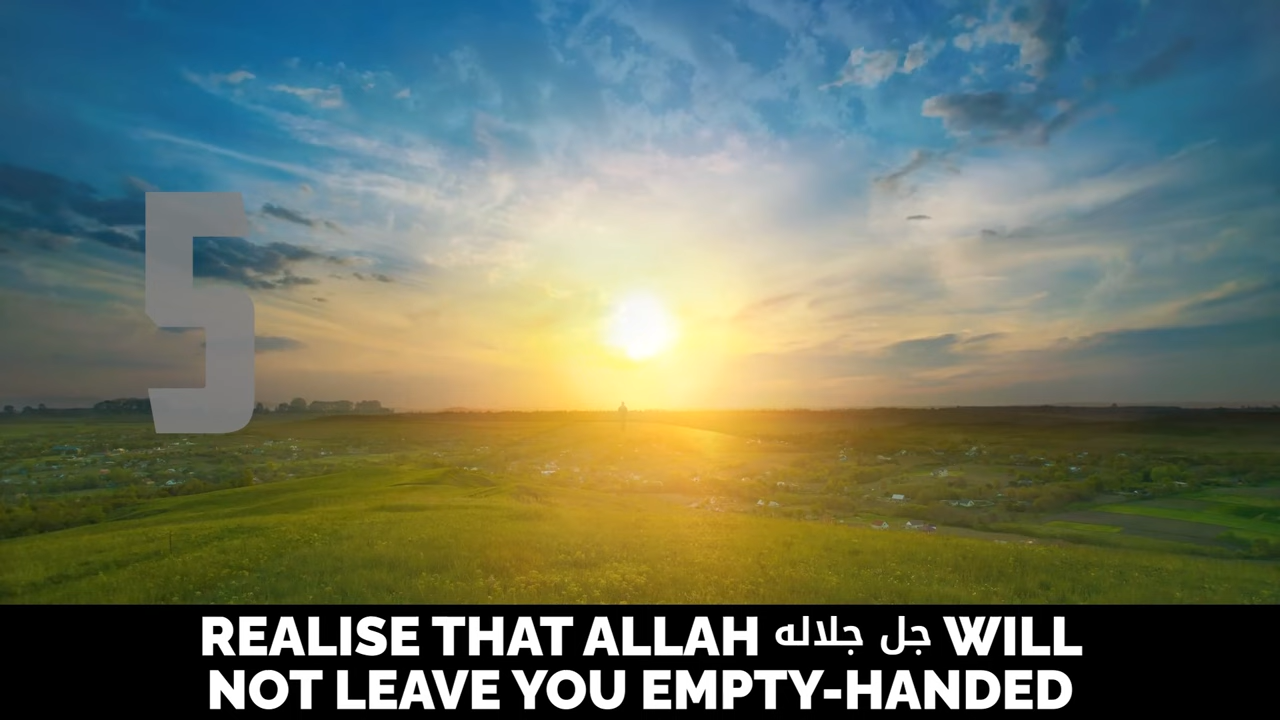 5
REALISE THAT ALLAH جل جلاله WILL
NOT LEAVE YOU EMPTY-HANDED